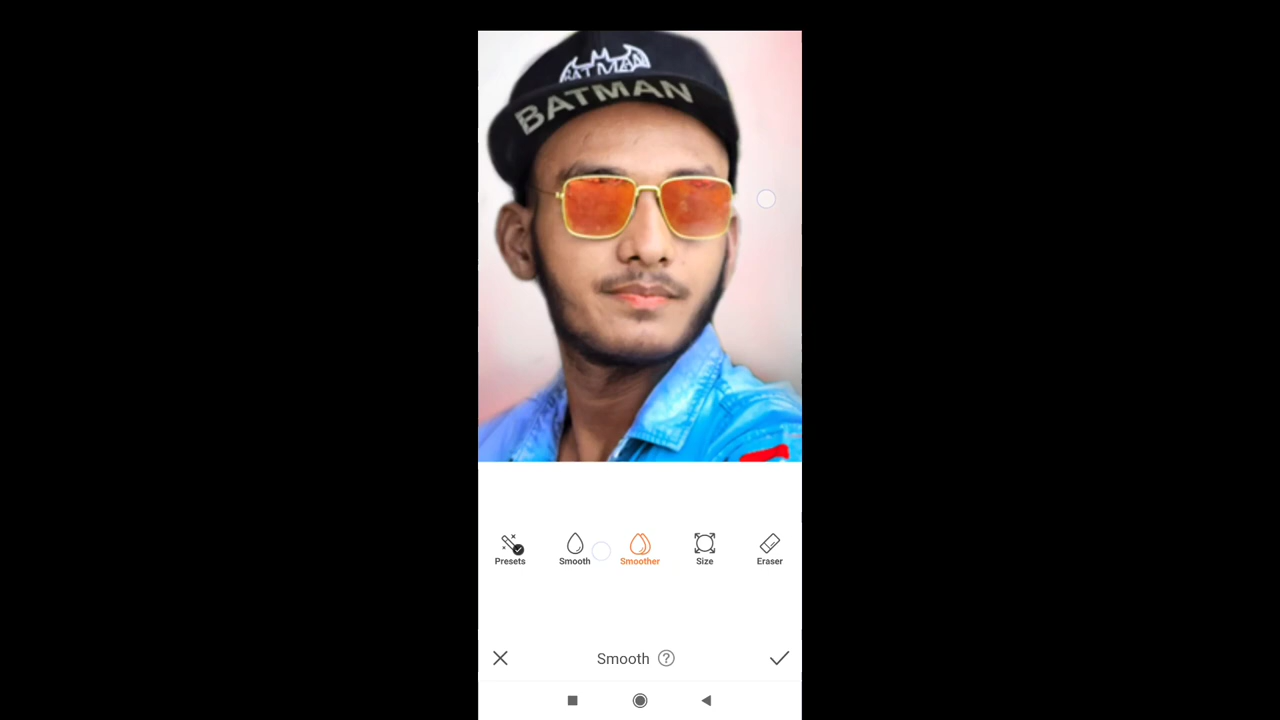 BATMAN
BATMAN
Presets
Smooth
Smoother
Size
Eraser
Smooth ?